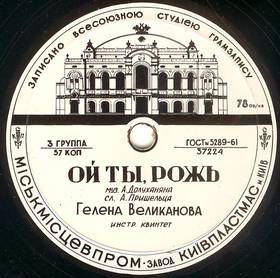 ЗАПИСАНО ВСЕСОЮЗНОЮ СТУДІЄЮ ГРАМЗАПИСУ
78 об/хв
3 ГРУППА
57 КОП
ГОСТ 5289-61
37224
ОЙ ТЫ, РОЖЬ
муз. А. Долуханяна
сл. А. Пришельца
Гелена Великанова
ИНСТР. КВИНТЕТ
МІСЬКМІСЦЕВПРОМ - ЗАВОД КИЇВПЛАСТМАС м. КИЇВ